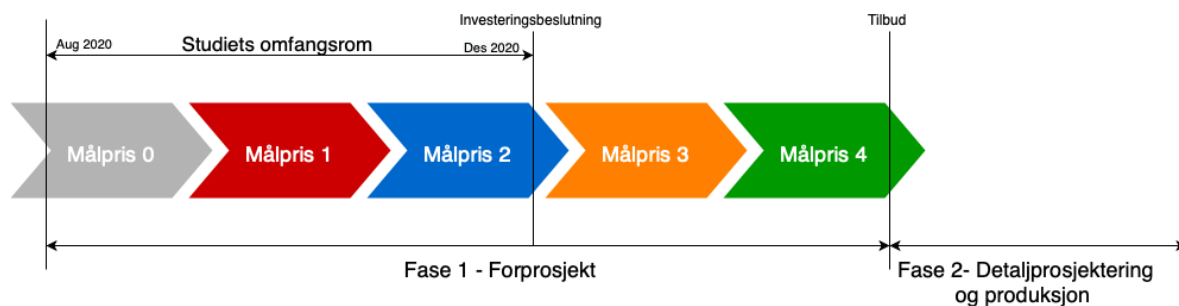 Investeringsbeslutning
Tilbud
Aug 2020
Studiets omfangsrom
Des 2020
Målpris 0
Målpris 1
Målpris 2
Målpris 3
Målpris 4
Fase 1 - Forprosjekt
Fase 2- Detaljprosjektering
og produksjon